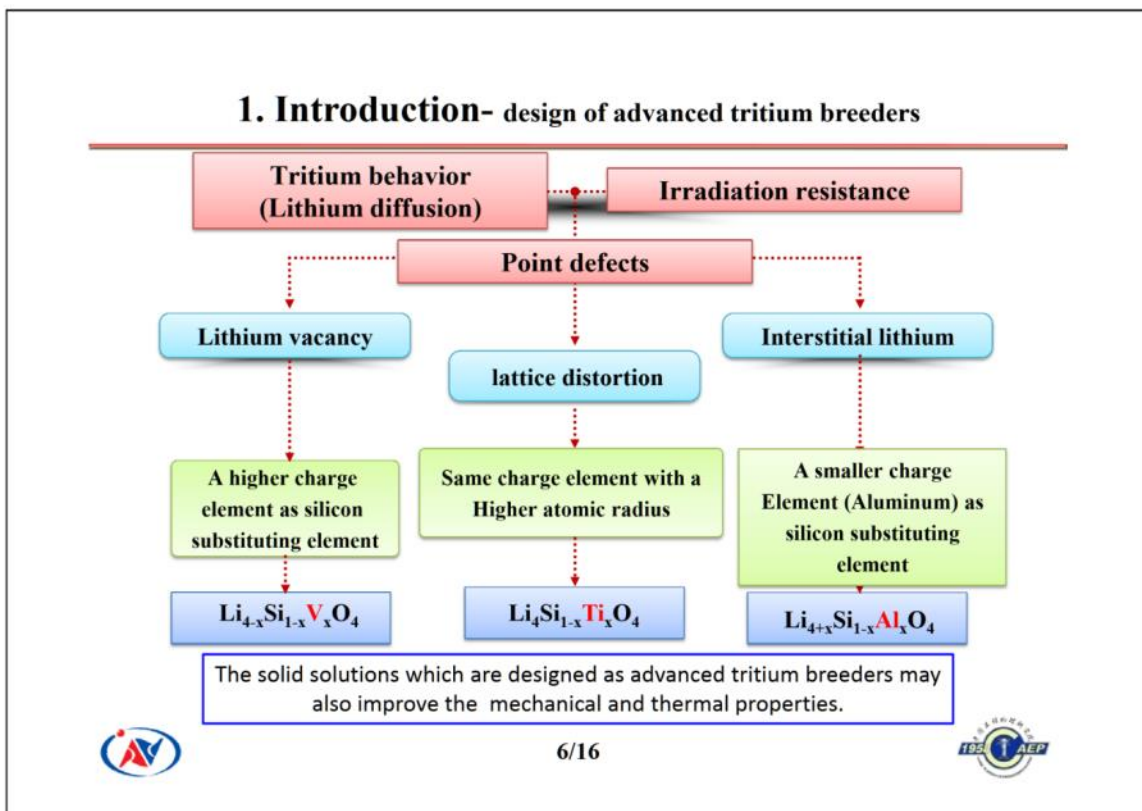 1. Introduction- design of advanced tritium breeders
Tritium behavior
(Lithium diffusion)
Irradiation resistance
Point defects
Lithium vacancy
lattice distortion
Interstitial lithium
A higher charge
element as silicon
substituting element
Same charge element with a
Higher atomic radius
A smaller charge
Element (Aluminum) as
silicon substituting
element
Li₄₋ₓSi₁₋ₓVₓO₄
Li₄Si₁₋ₓTiₓO₄
Li₄₊ₓSi₁₋ₓAlₓO₄
The solid solutions which are designed as advanced tritium breeders may
also improve the mechanical and thermal properties.
6/16
195
AEP